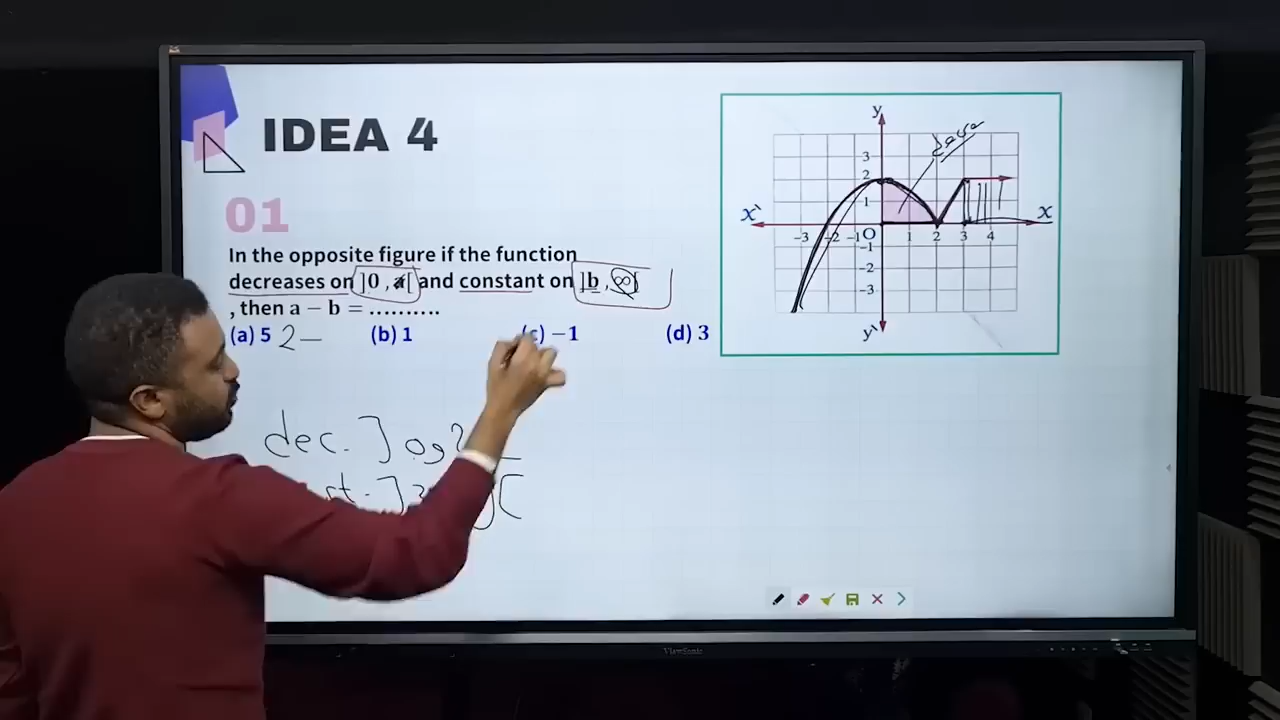 IDEA 4
01
In the opposite figure if the function
decreases on ]0 , a[ and constant on ]b , ∞[
, then a − b = ..........
(a) 5 2 − (b) 1 (c) −1 (d) 3
dec. ]
y
3
2
1
x` −3 −2 −1 O 1 2 3 4 x
−1
−2
−3
y`
ViewSonic